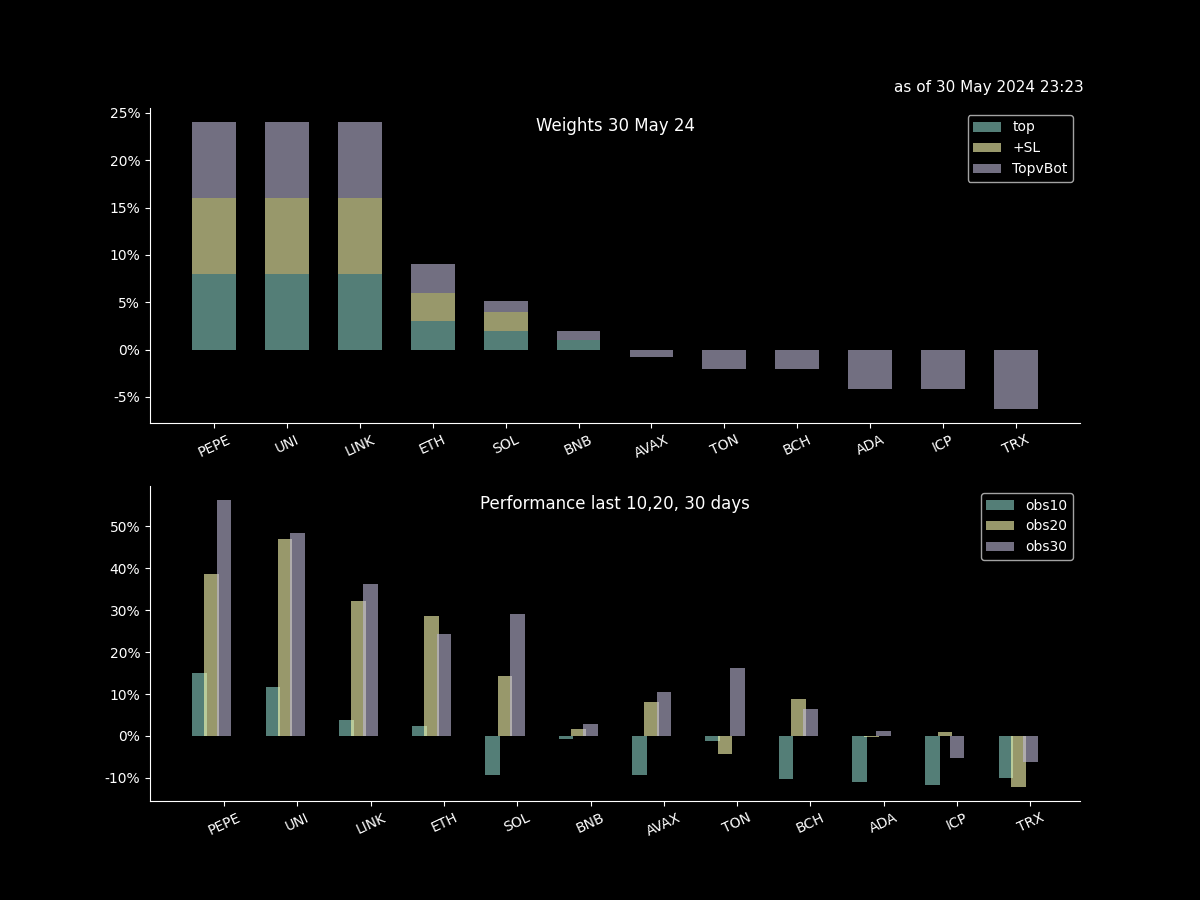 as of 30 May 2024 23:23
Weights 30 May 24
top
+SL
TopvBot
25%
20%
15%
10%
5%
0%
-5%
PEPE UNI LINK ETH SOL BNB AVAX TON BCH ADA ICP TRX
Performance last 10,20, 30 days
obs10
obs20
obs30
50%
40%
30%
20%
10%
0%
-10%
PEPE UNI LINK ETH SOL BNB AVAX TON BCH ADA ICP TRX